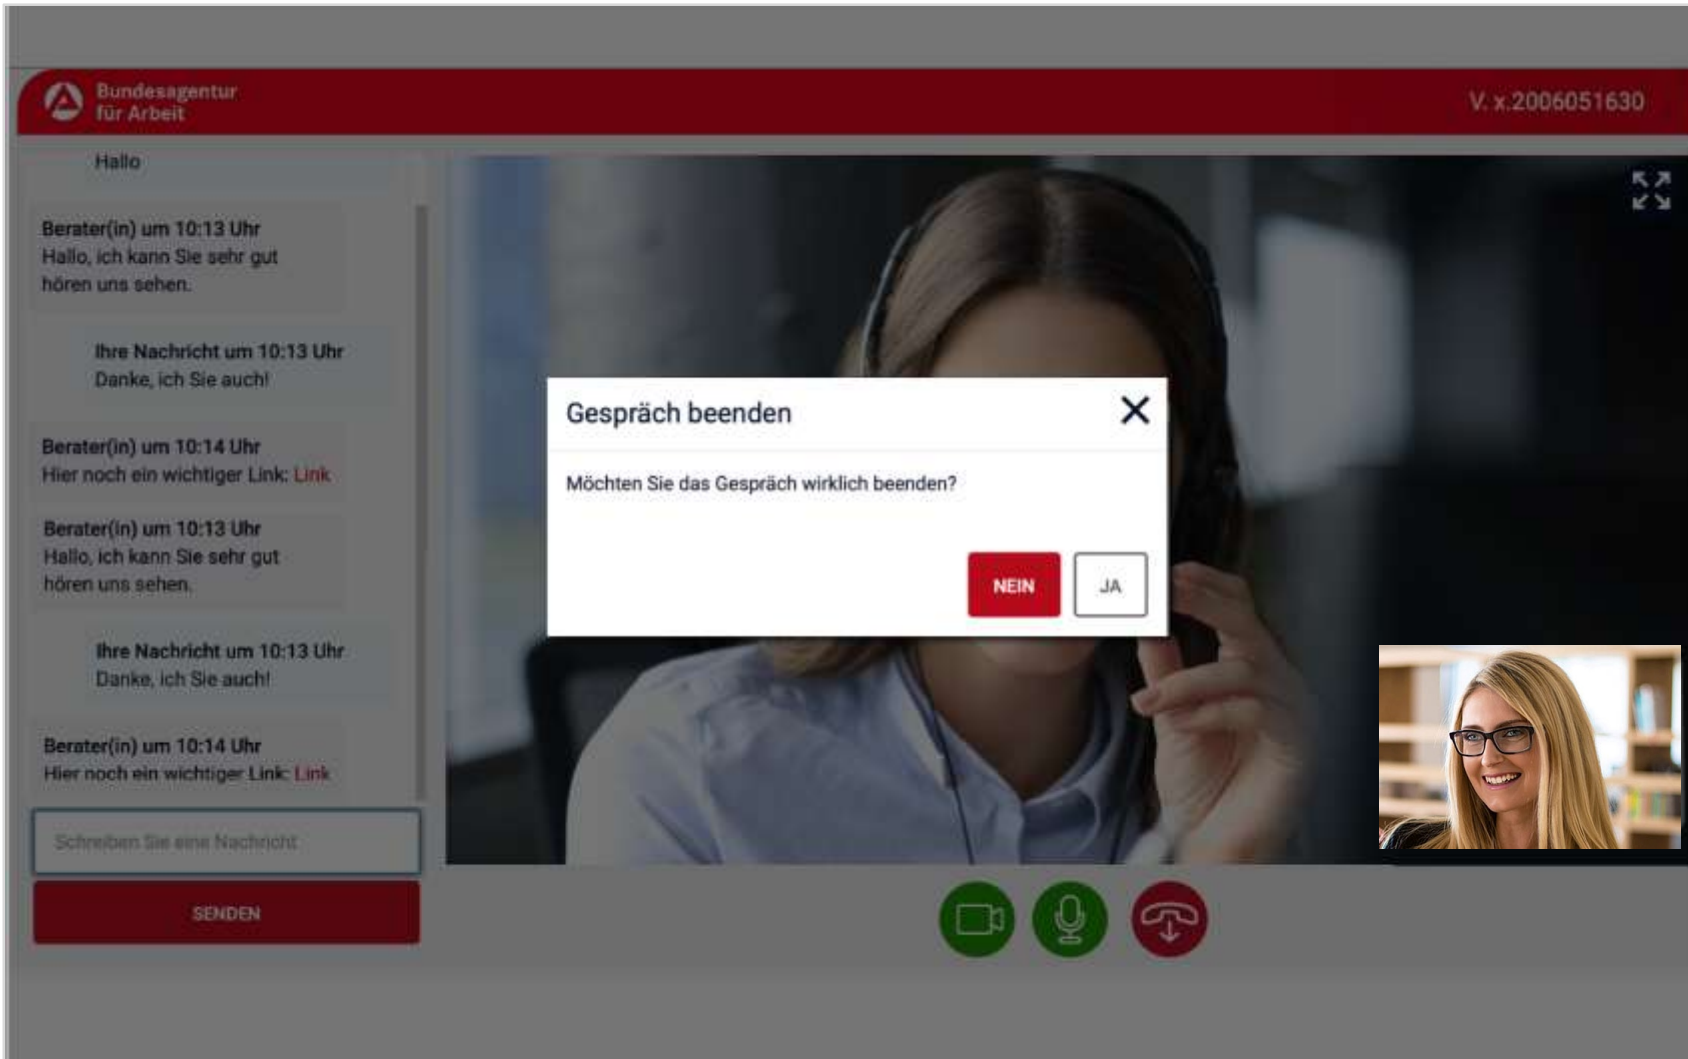 Bundesagentur
für Arbeit
V. x.2006051630
Hallo
Berater(in) um 10:13 Uhr
Hallo, ich kann Sie sehr gut
hören uns sehen.
Ihre Nachricht um 10:13 Uhr
Danke, ich Sie auch!
Berater(in) um 10:14 Uhr
Hier noch ein wichtiger Link: Link
Berater(in) um 10:13 Uhr
Hallo, ich kann Sie sehr gut
hören uns sehen.
Ihre Nachricht um 10:13 Uhr
Danke, ich Sie auch!
Berater(in) um 10:14 Uhr
Hier noch ein wichtiger Link: Link
Schreiben Sie eine Nachricht
SENDEN
Gespräch beenden
Möchten Sie das Gespräch wirklich beenden?
NEIN
JA